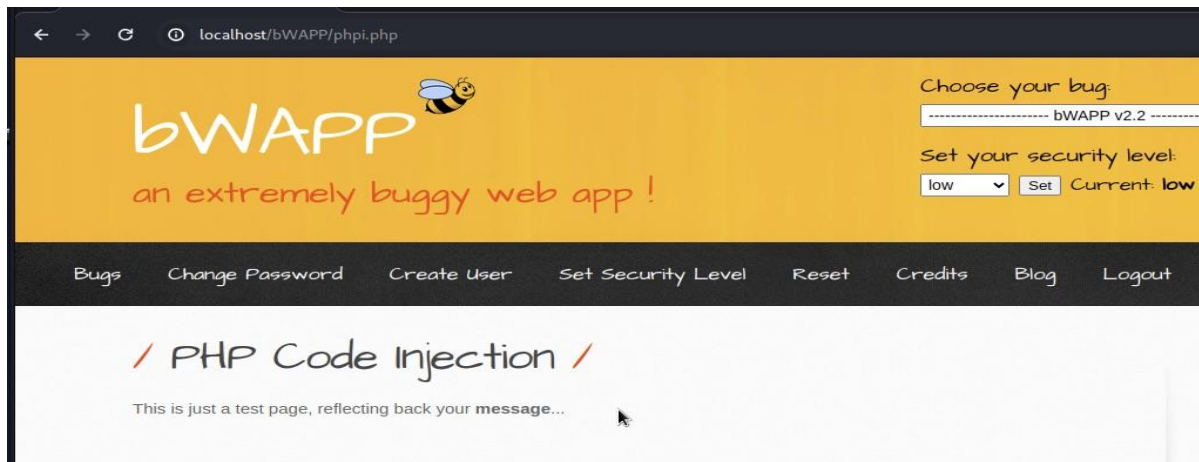 localhost/bWAPP/phpi.php
bWAPP
an extremely buggy web app !
Choose your bug:
---------------------- bWAPP v2.2 ---------
Set your security level:
low Set Current: low
Bugs Change Password Create User Set Security Level Reset Credits Blog Logout
/ PHP Code Injection /
This is just a test page, reflecting back your message...